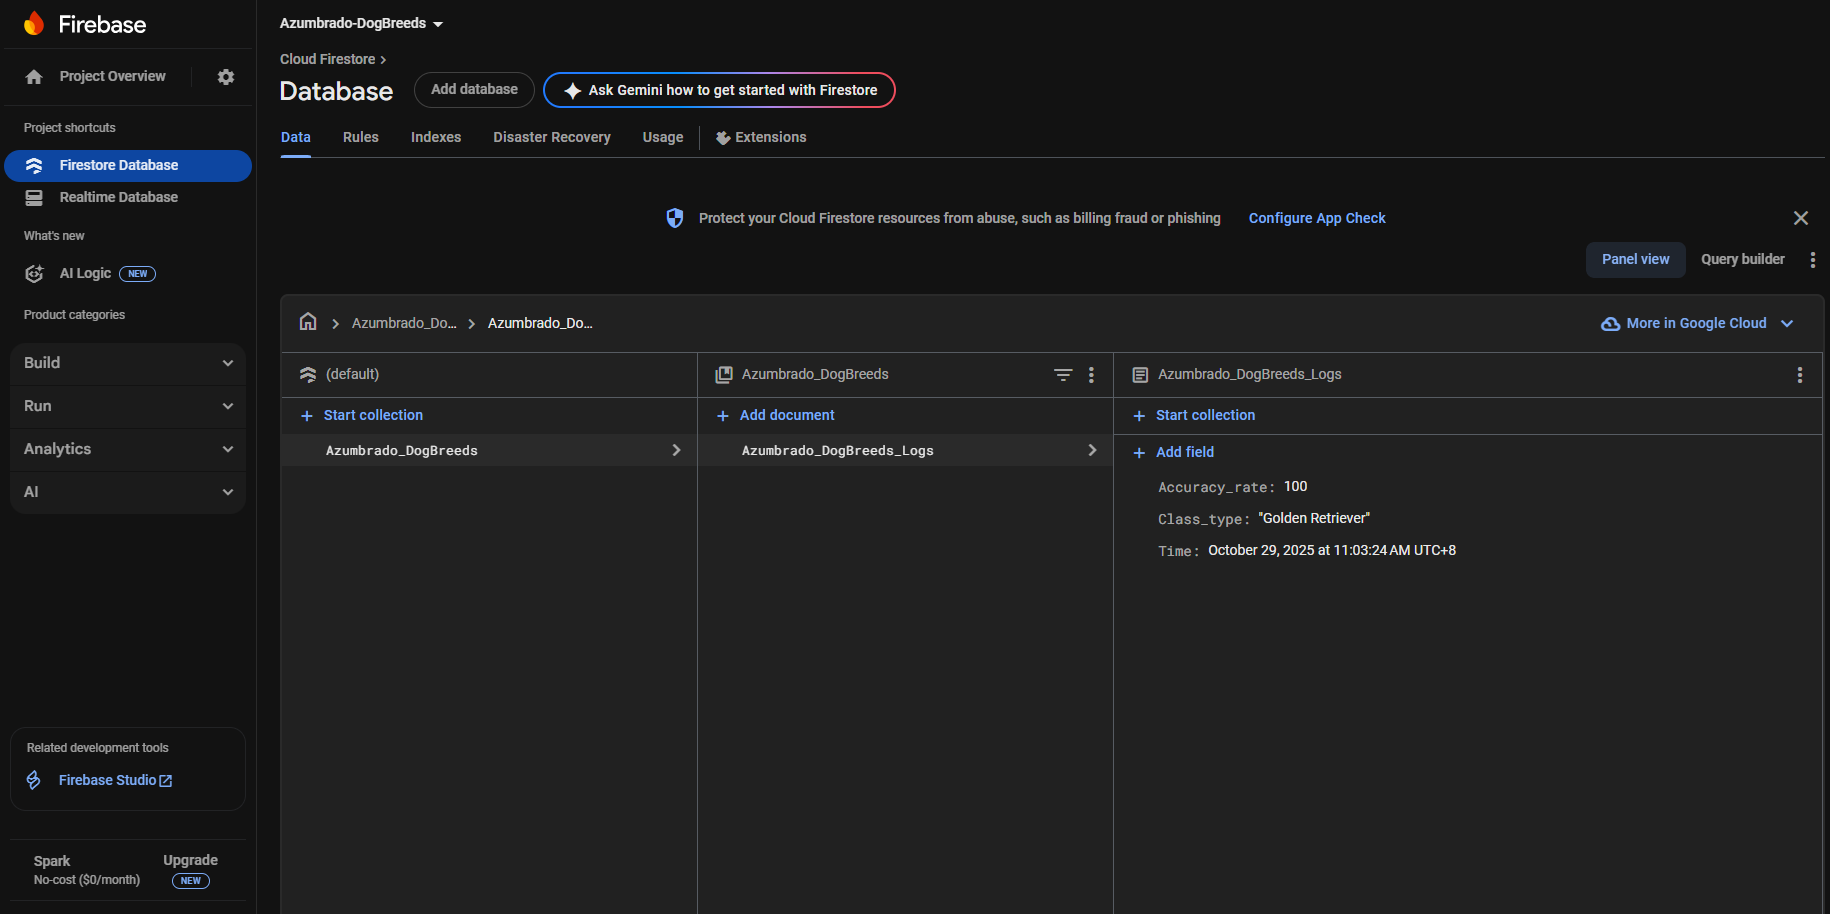 Firebase
Project Overview
Project shortcuts
Firestore Database
Realtime Database
What's new
AI Logic NEW
Product categories
Build
Run
Analytics
AI
Related development tools
Firebase Studio
Spark
No-cost ($0/month)
Upgrade
NEW
Azumbrado-DogBreeds
Cloud Firestore
Database
Add database
Ask Gemini how to get started with Firestore
Data Rules Indexes Disaster Recovery Usage Extensions
Protect your Cloud Firestore resources from abuse, such as billing fraud or phishing Configure App Check
Panel view Query builder
Azumbrado_Do... Azumbrado_Do...
More in Google Cloud
(default)
Start collection
Azumbrado_DogBreeds
Azumbrado_DogBreeds
Add document
Azumbrado_DogBreeds_Logs
Azumbrado_DogBreeds_Logs
Start collection
Add field
Accuracy_rate: 100
Class_type: "Golden Retriever"
Time: October 29, 2025 at 11:03:24 AM UTC+8